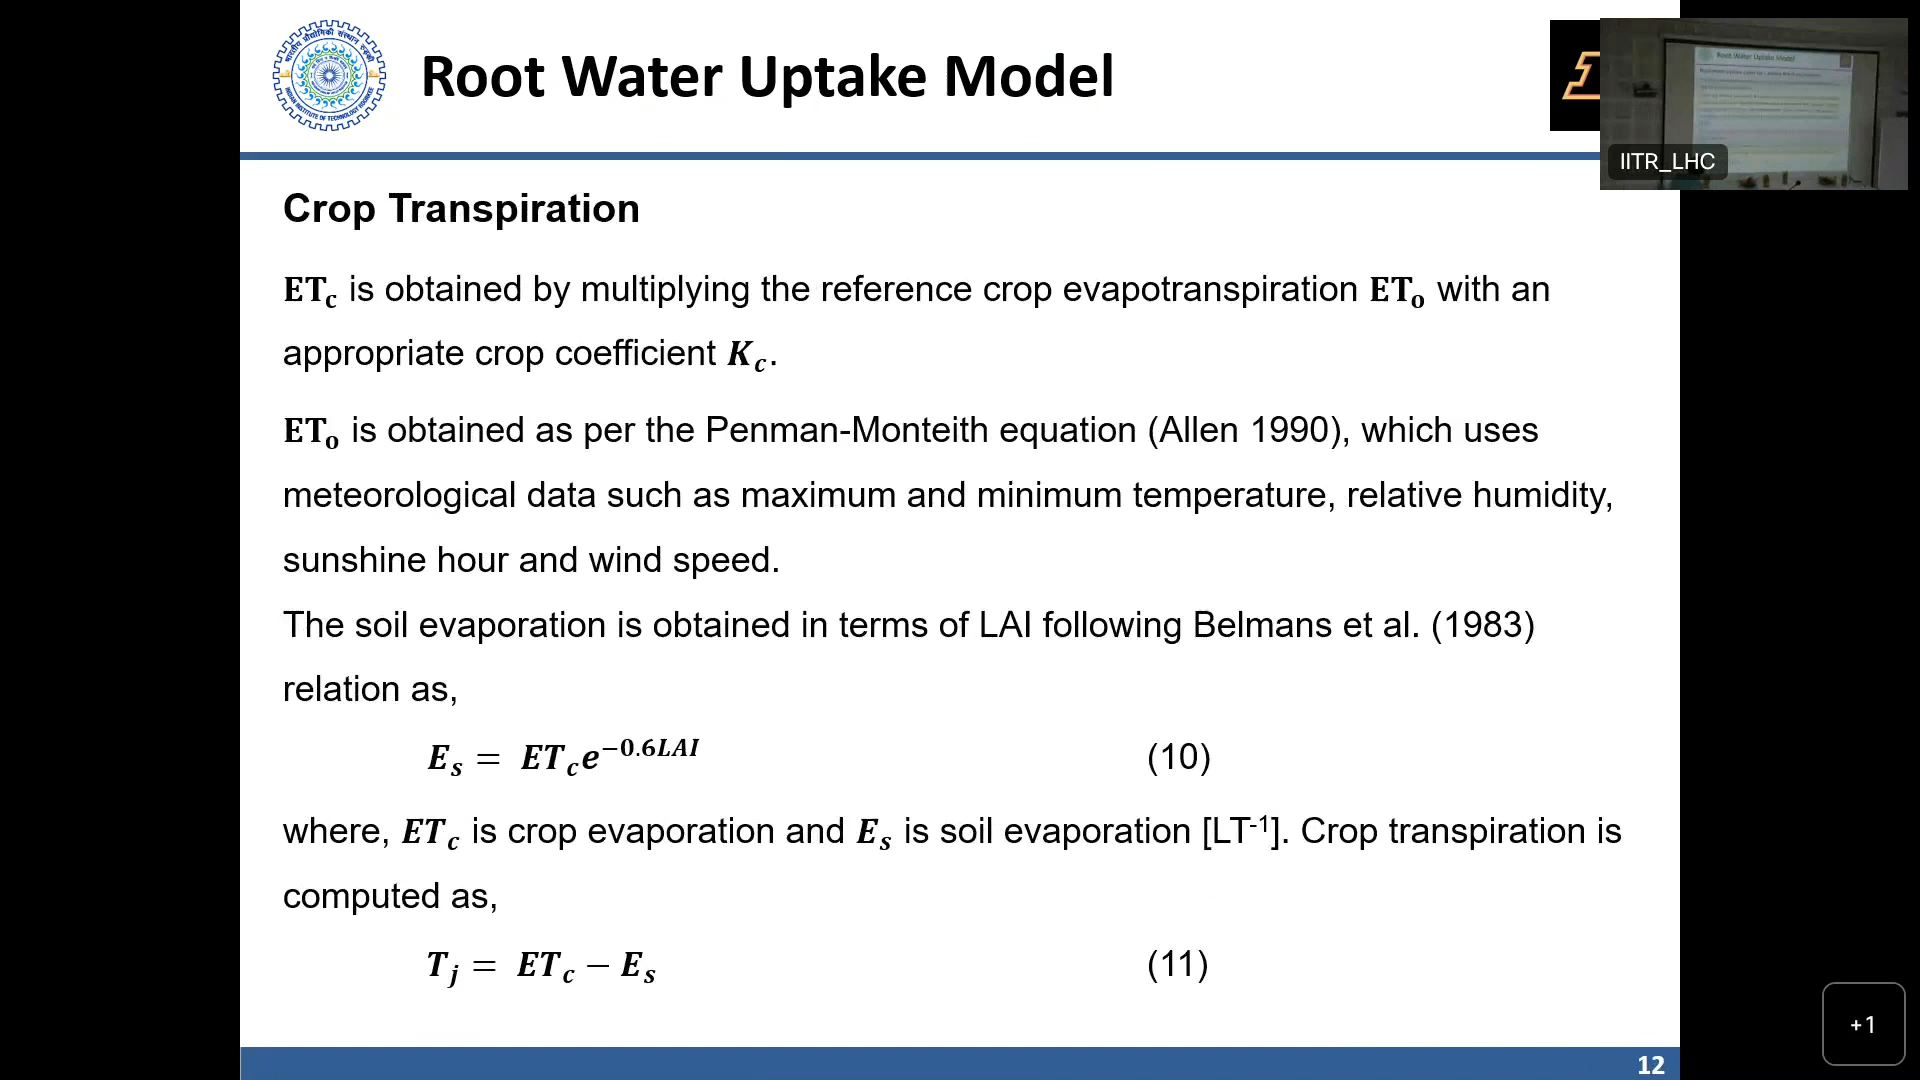 Root Water Uptake Model
IITR_LHC
Crop Transpiration
ETc is obtained by multiplying the reference crop evapotranspiration ETo with an
appropriate crop coefficient Kc.
ETo is obtained as per the Penman-Monteith equation (Allen 1990), which uses
meteorological data such as maximum and minimum temperature, relative humidity,
sunshine hour and wind speed.
The soil evaporation is obtained in terms of LAI following Belmans et al. (1983)
relation as,
Es = ETc e^−0.6LAI (10)
where, ETc is crop evaporation and Es is soil evaporation [LT-1]. Crop transpiration is
computed as,
Tj = ETc − Es (11)
+1
12